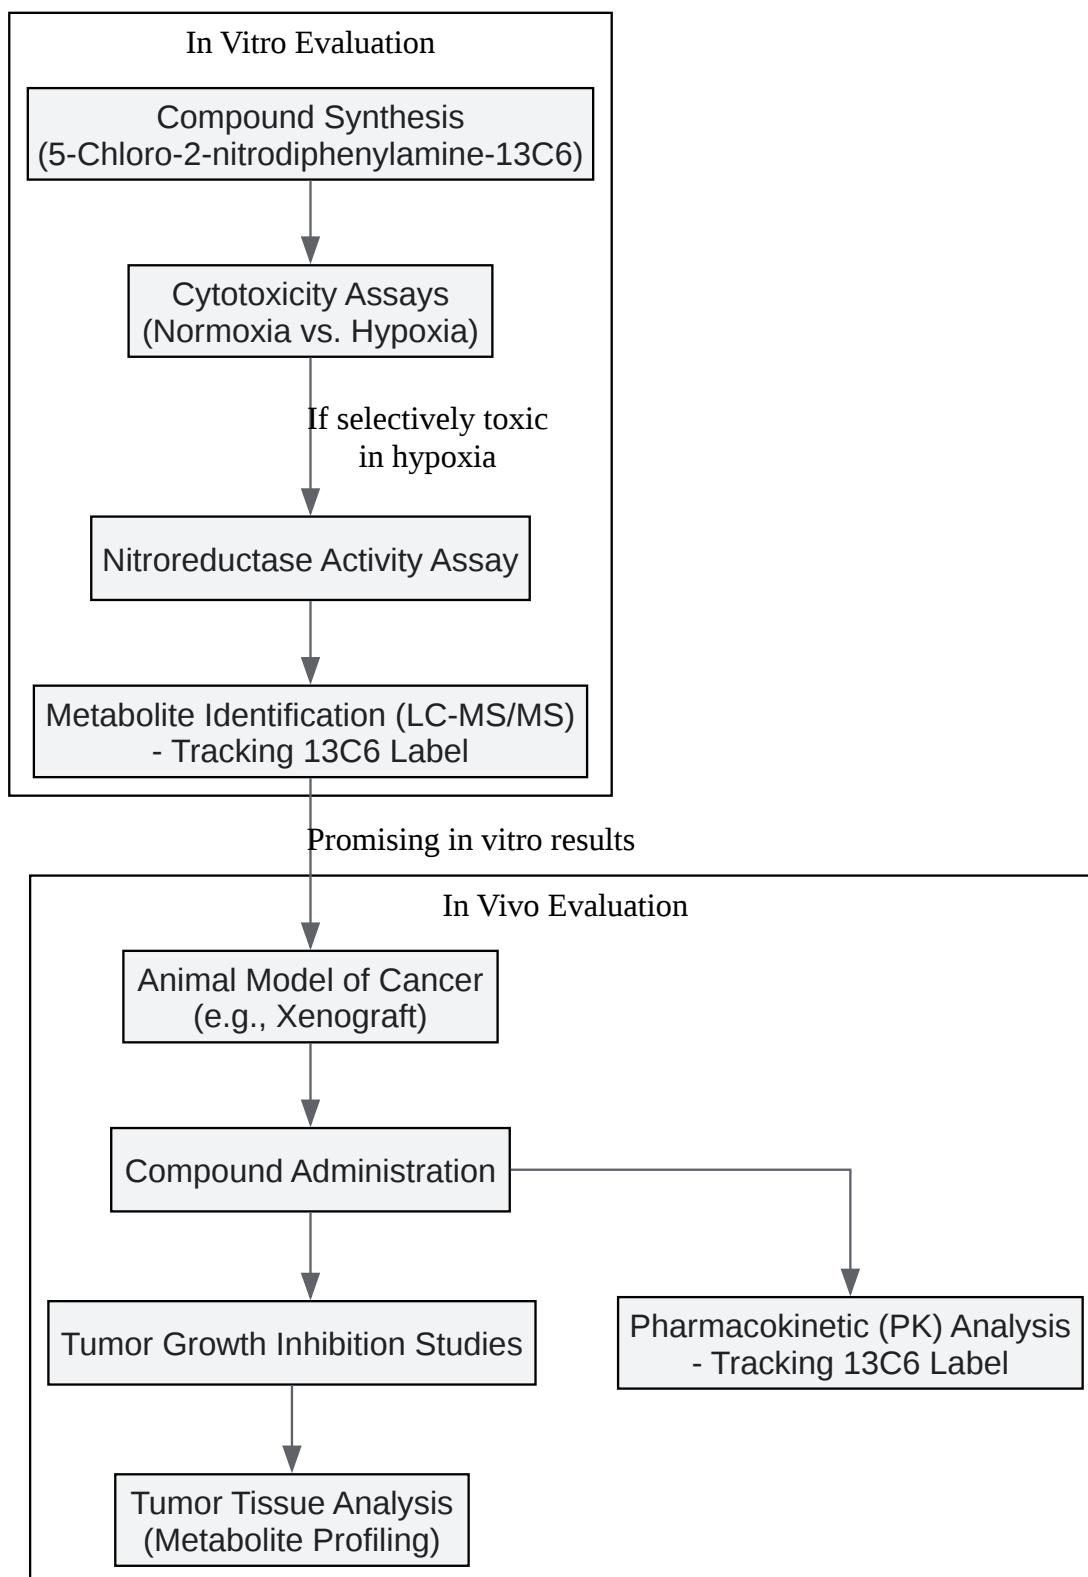 In Vitro Evaluation
Compound Synthesis
(5-Chloro-2-nitrodiphenylamine-13C6)
Cytotoxicity Assays
(Normoxia vs. Hypoxia)
If selectively toxic
in hypoxia
Nitroreductase Activity Assay
Metabolite Identification (LC-MS/MS)
- Tracking 13C6 Label
Promising in vitro results
In Vivo Evaluation
Animal Model of Cancer
(e.g., Xenograft)
Compound Administration
Tumor Growth Inhibition Studies
Pharmacokinetic (PK) Analysis
- Tracking 13C6 Label
Tumor Tissue Analysis
(Metabolite Profiling)